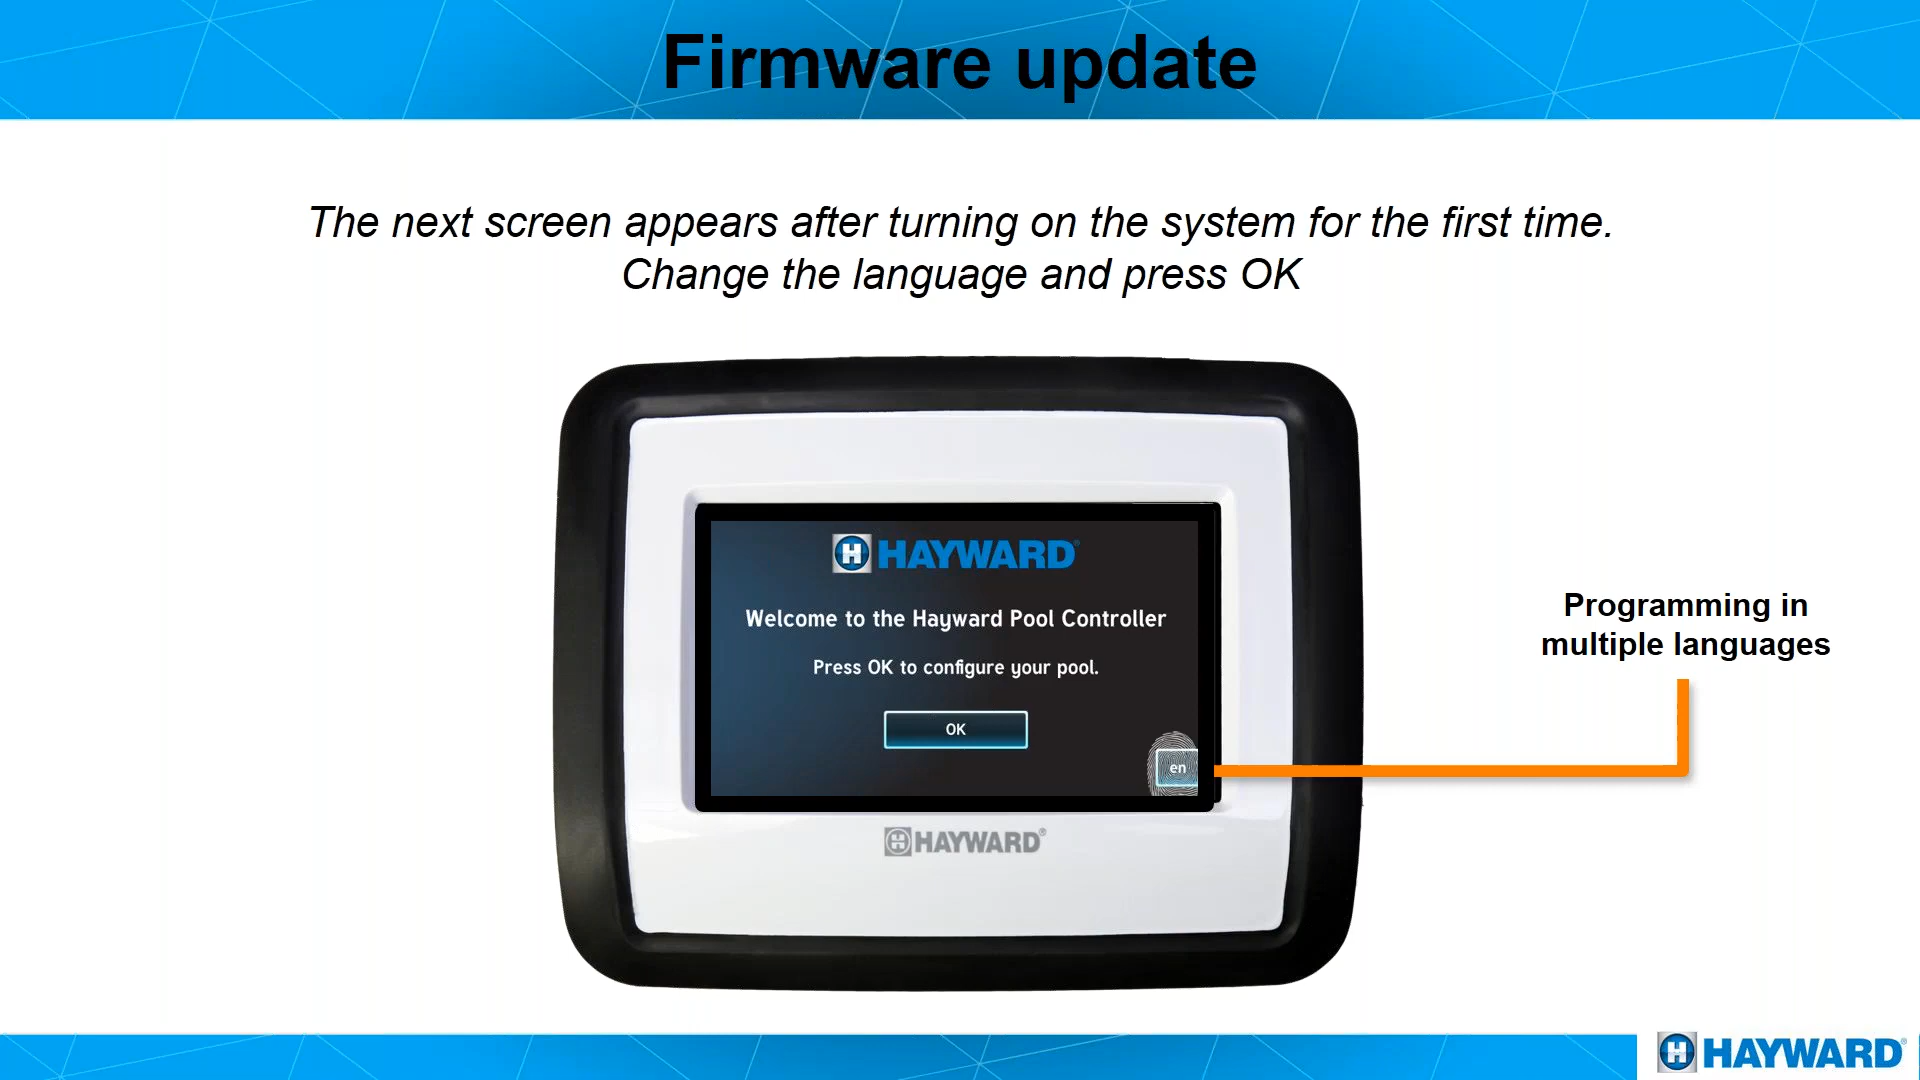 Firmware update
The next screen appears after turning on the system for the first time.
Change the language and press OK
H HAYWARD®
Welcome to the Hayward Pool Controller
Press OK to configure your pool.
OK
en
Programming in
multiple languages
H HAYWARD®
H HAYWARD®